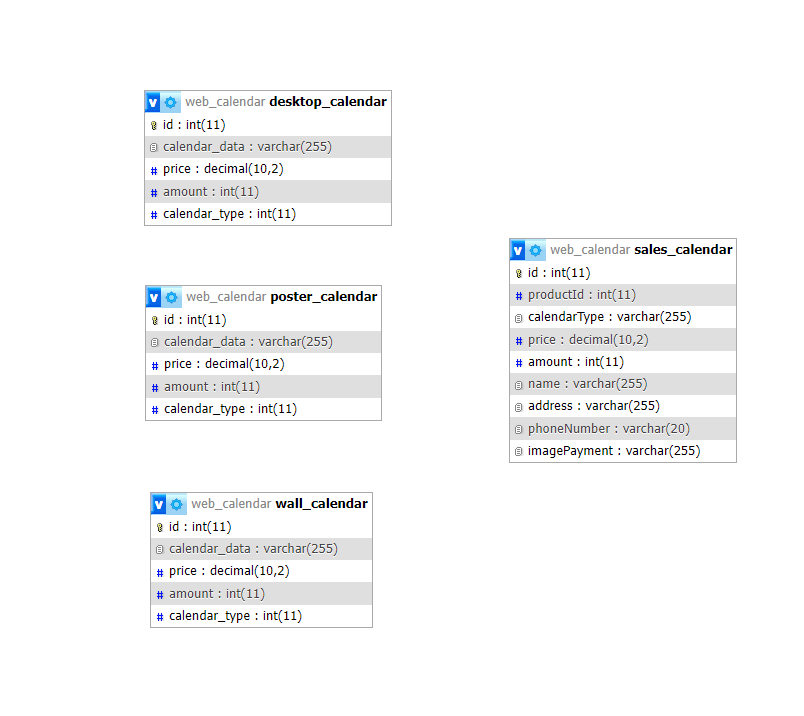 v web_calendar desktop_calendar
id : int(11)
calendar_data : varchar(255)
# price : decimal(10,2)
# amount : int(11)
# calendar_type : int(11)
v web_calendar poster_calendar
id : int(11)
calendar_data : varchar(255)
# price : decimal(10,2)
# amount : int(11)
# calendar_type : int(11)
v web_calendar wall_calendar
id : int(11)
calendar_data : varchar(255)
# price : decimal(10,2)
# amount : int(11)
# calendar_type : int(11)
v web_calendar sales_calendar
id : int(11)
# productId : int(11)
calendarType : varchar(255)
# price : decimal(10,2)
# amount : int(11)
name : varchar(255)
address : varchar(255)
phoneNumber : varchar(20)
imagePayment : varchar(255)